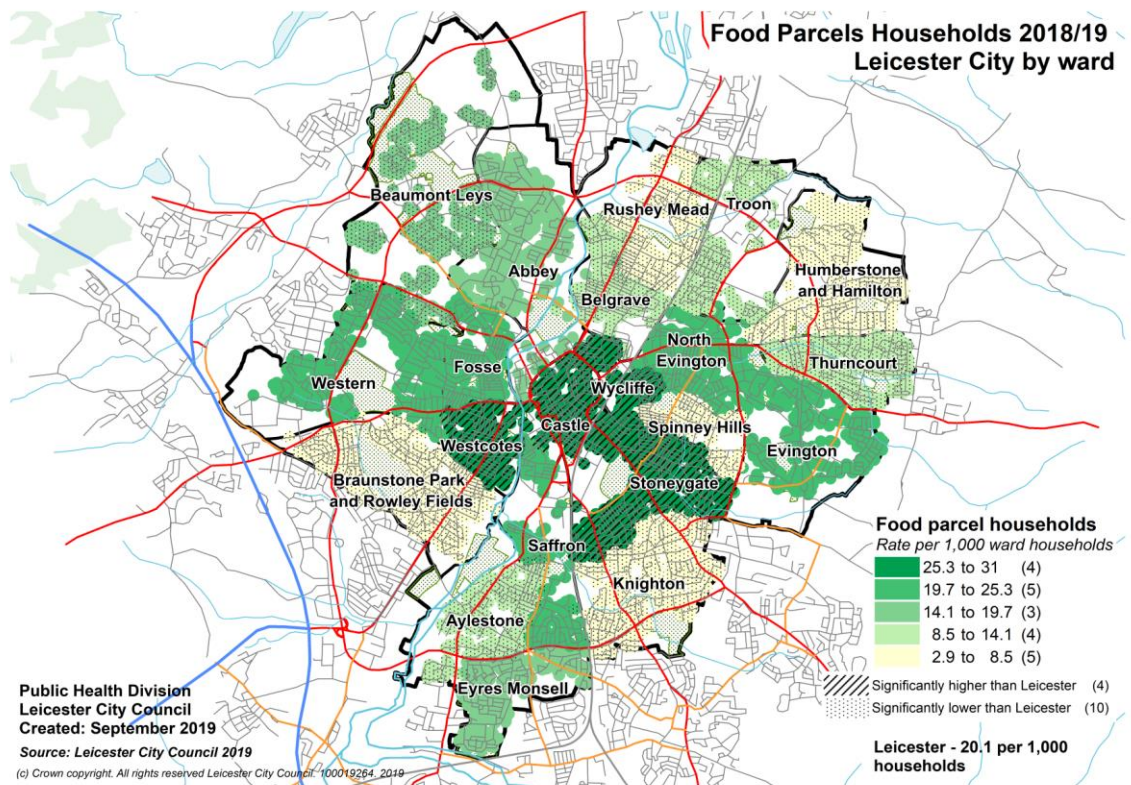 Food Parcels Households 2018/19
Leicester City by ward
Beaumont Leys
Rushey Mead
Troon
Abbey
Humberstone
and Hamilton
Belgrave
North
Evington
Thurncourt
Fosse
Western
Wycliffe
Castle
Spinney Hills
Westcotes
Evington
Braunstone Park
and Rowley Fields
Stoneygate
Saffron
Knighton
Aylestone
Eyres Monsell
Food parcel households
Rate per 1,000 ward households
25.3 to 31 (4)
19.7 to 25.3 (5)
14.1 to 19.7 (3)
8.5 to 14.1 (4)
2.9 to 8.5 (5)
Significantly higher than Leicester (4)
Significantly lower than Leicester (10)
Leicester - 20.1 per 1,000
households
Public Health Division
Leicester City Council
Created: September 2019
Source: Leicester City Council 2019
(c) Crown copyright. All rights reserved Leicester City Council. 100019264. 2019